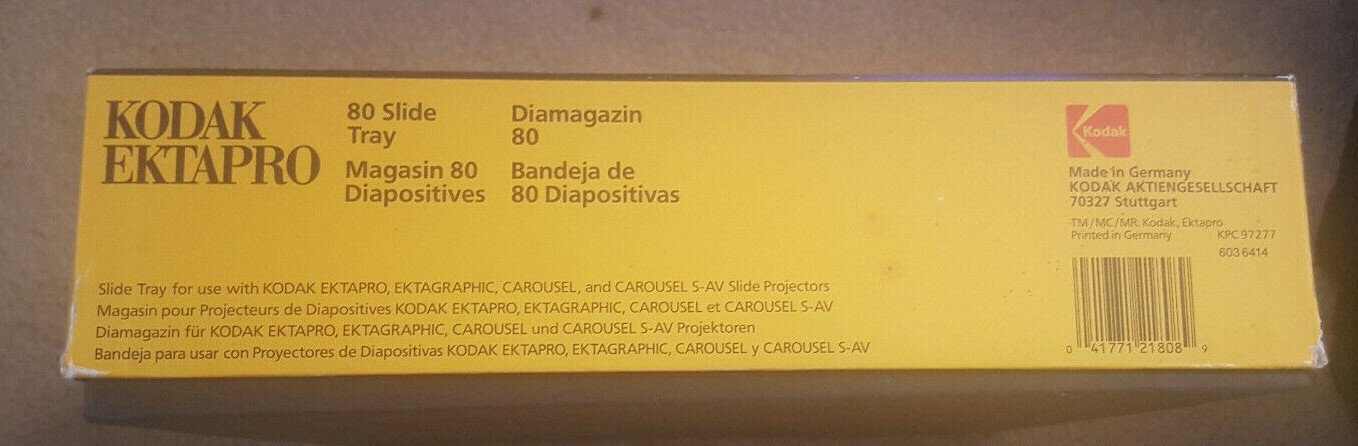 KODAK
EKTAPRO
80 Slide
Tray
Magasin 80
Diapositives
Diamagazin
80
Bandeja de
80 Diapositivas
Kodak
Made in Germany
KODAK AKTIENGESELLSCHAFT
70327 Stuttgart
TM/MC/MR: Kodak, Ektapro
Printed in Germany KPC 97277
603 6414
Slide Tray for use with KODAK EKTAPRO, EKTAGRAPHIC, CAROUSEL, and CAROUSEL S-AV Slide Projectors
Magasin pour Projecteurs de Diapositives KODAK EKTAPRO, EKTAGRAPHIC, CAROUSEL et CAROUSEL S-AV
Diamagazin für KODAK EKTAPRO, EKTAGRAPHIC, CAROUSEL und CAROUSEL S-AV Projektoren
Bandeja para usar con Proyectores de Diapositivas KODAK EKTAPRO, EKTAGRAPHIC, CAROUSEL y CAROUSEL S-AV
0 41771 21808 9